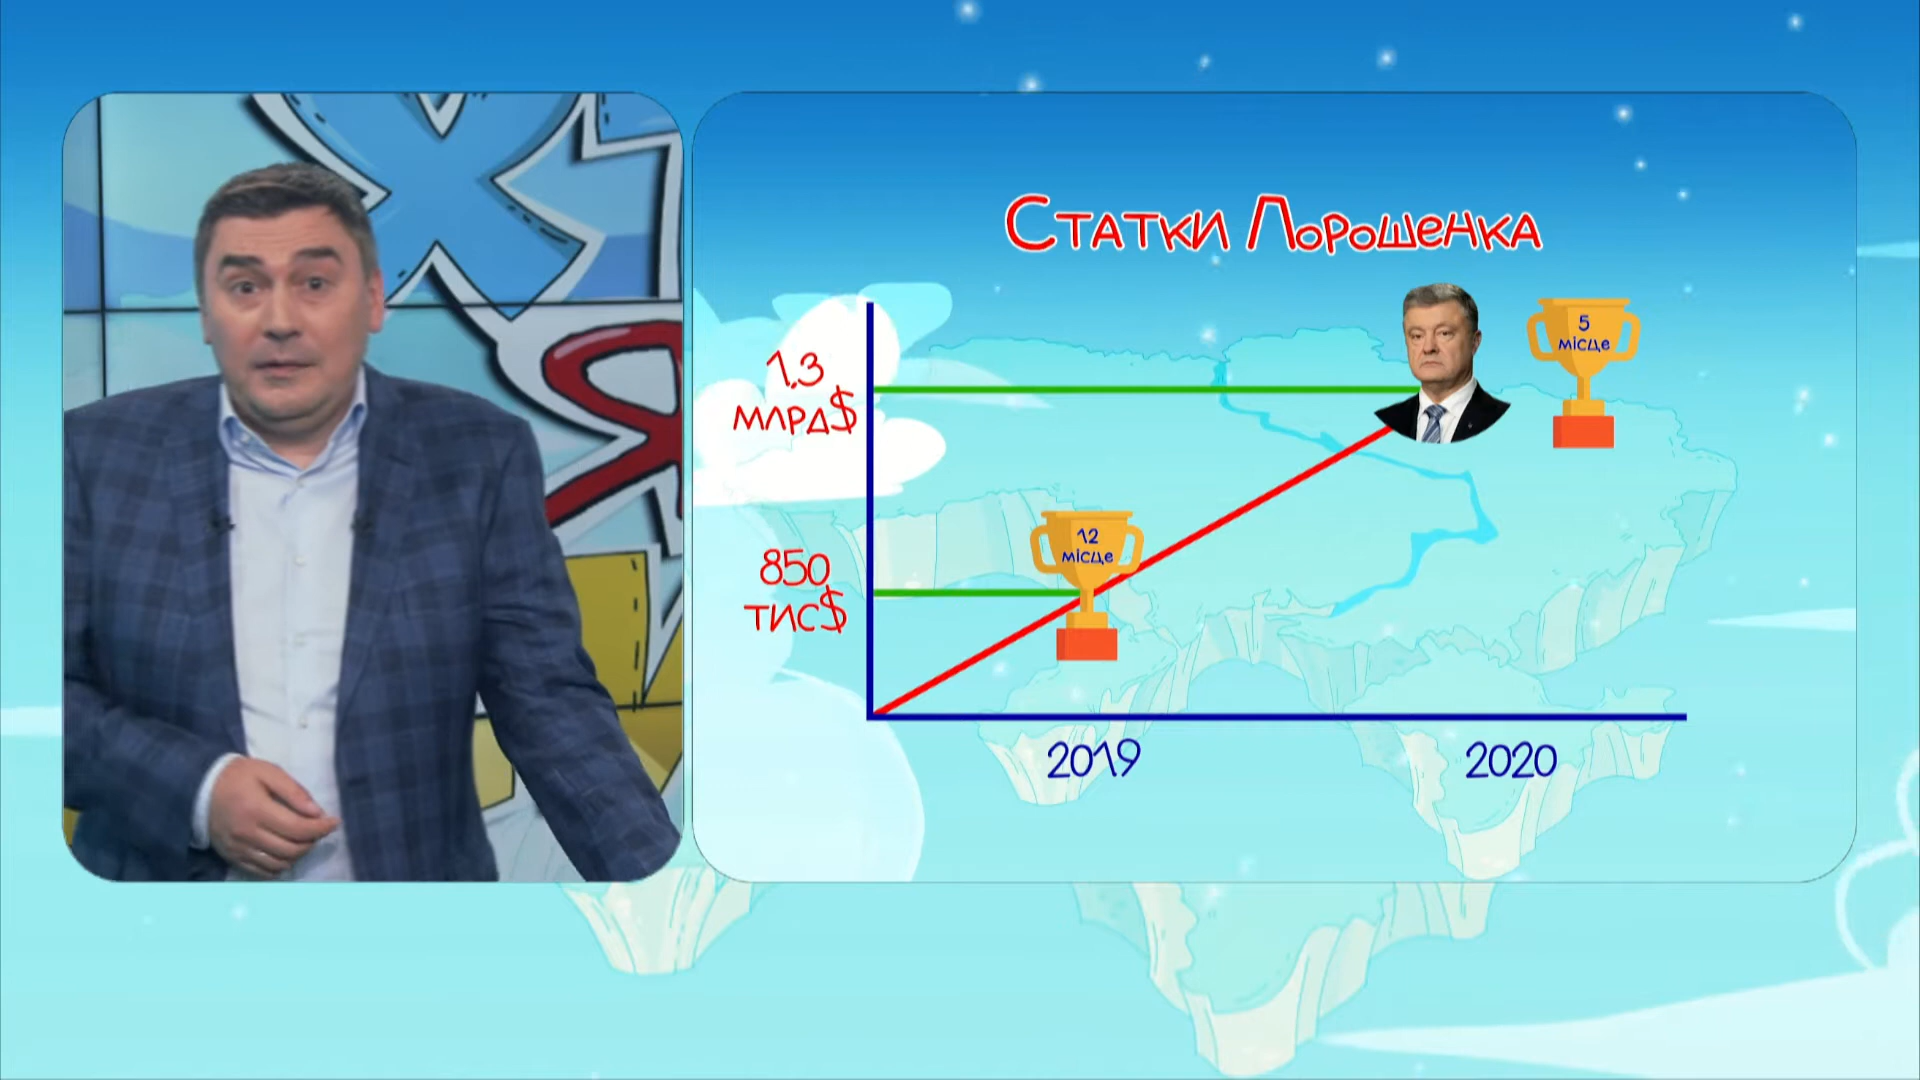 Х
Я
Статки Порошенка
1.3
млрд$
5
місце
12
місце
850
тис$
2019
2020